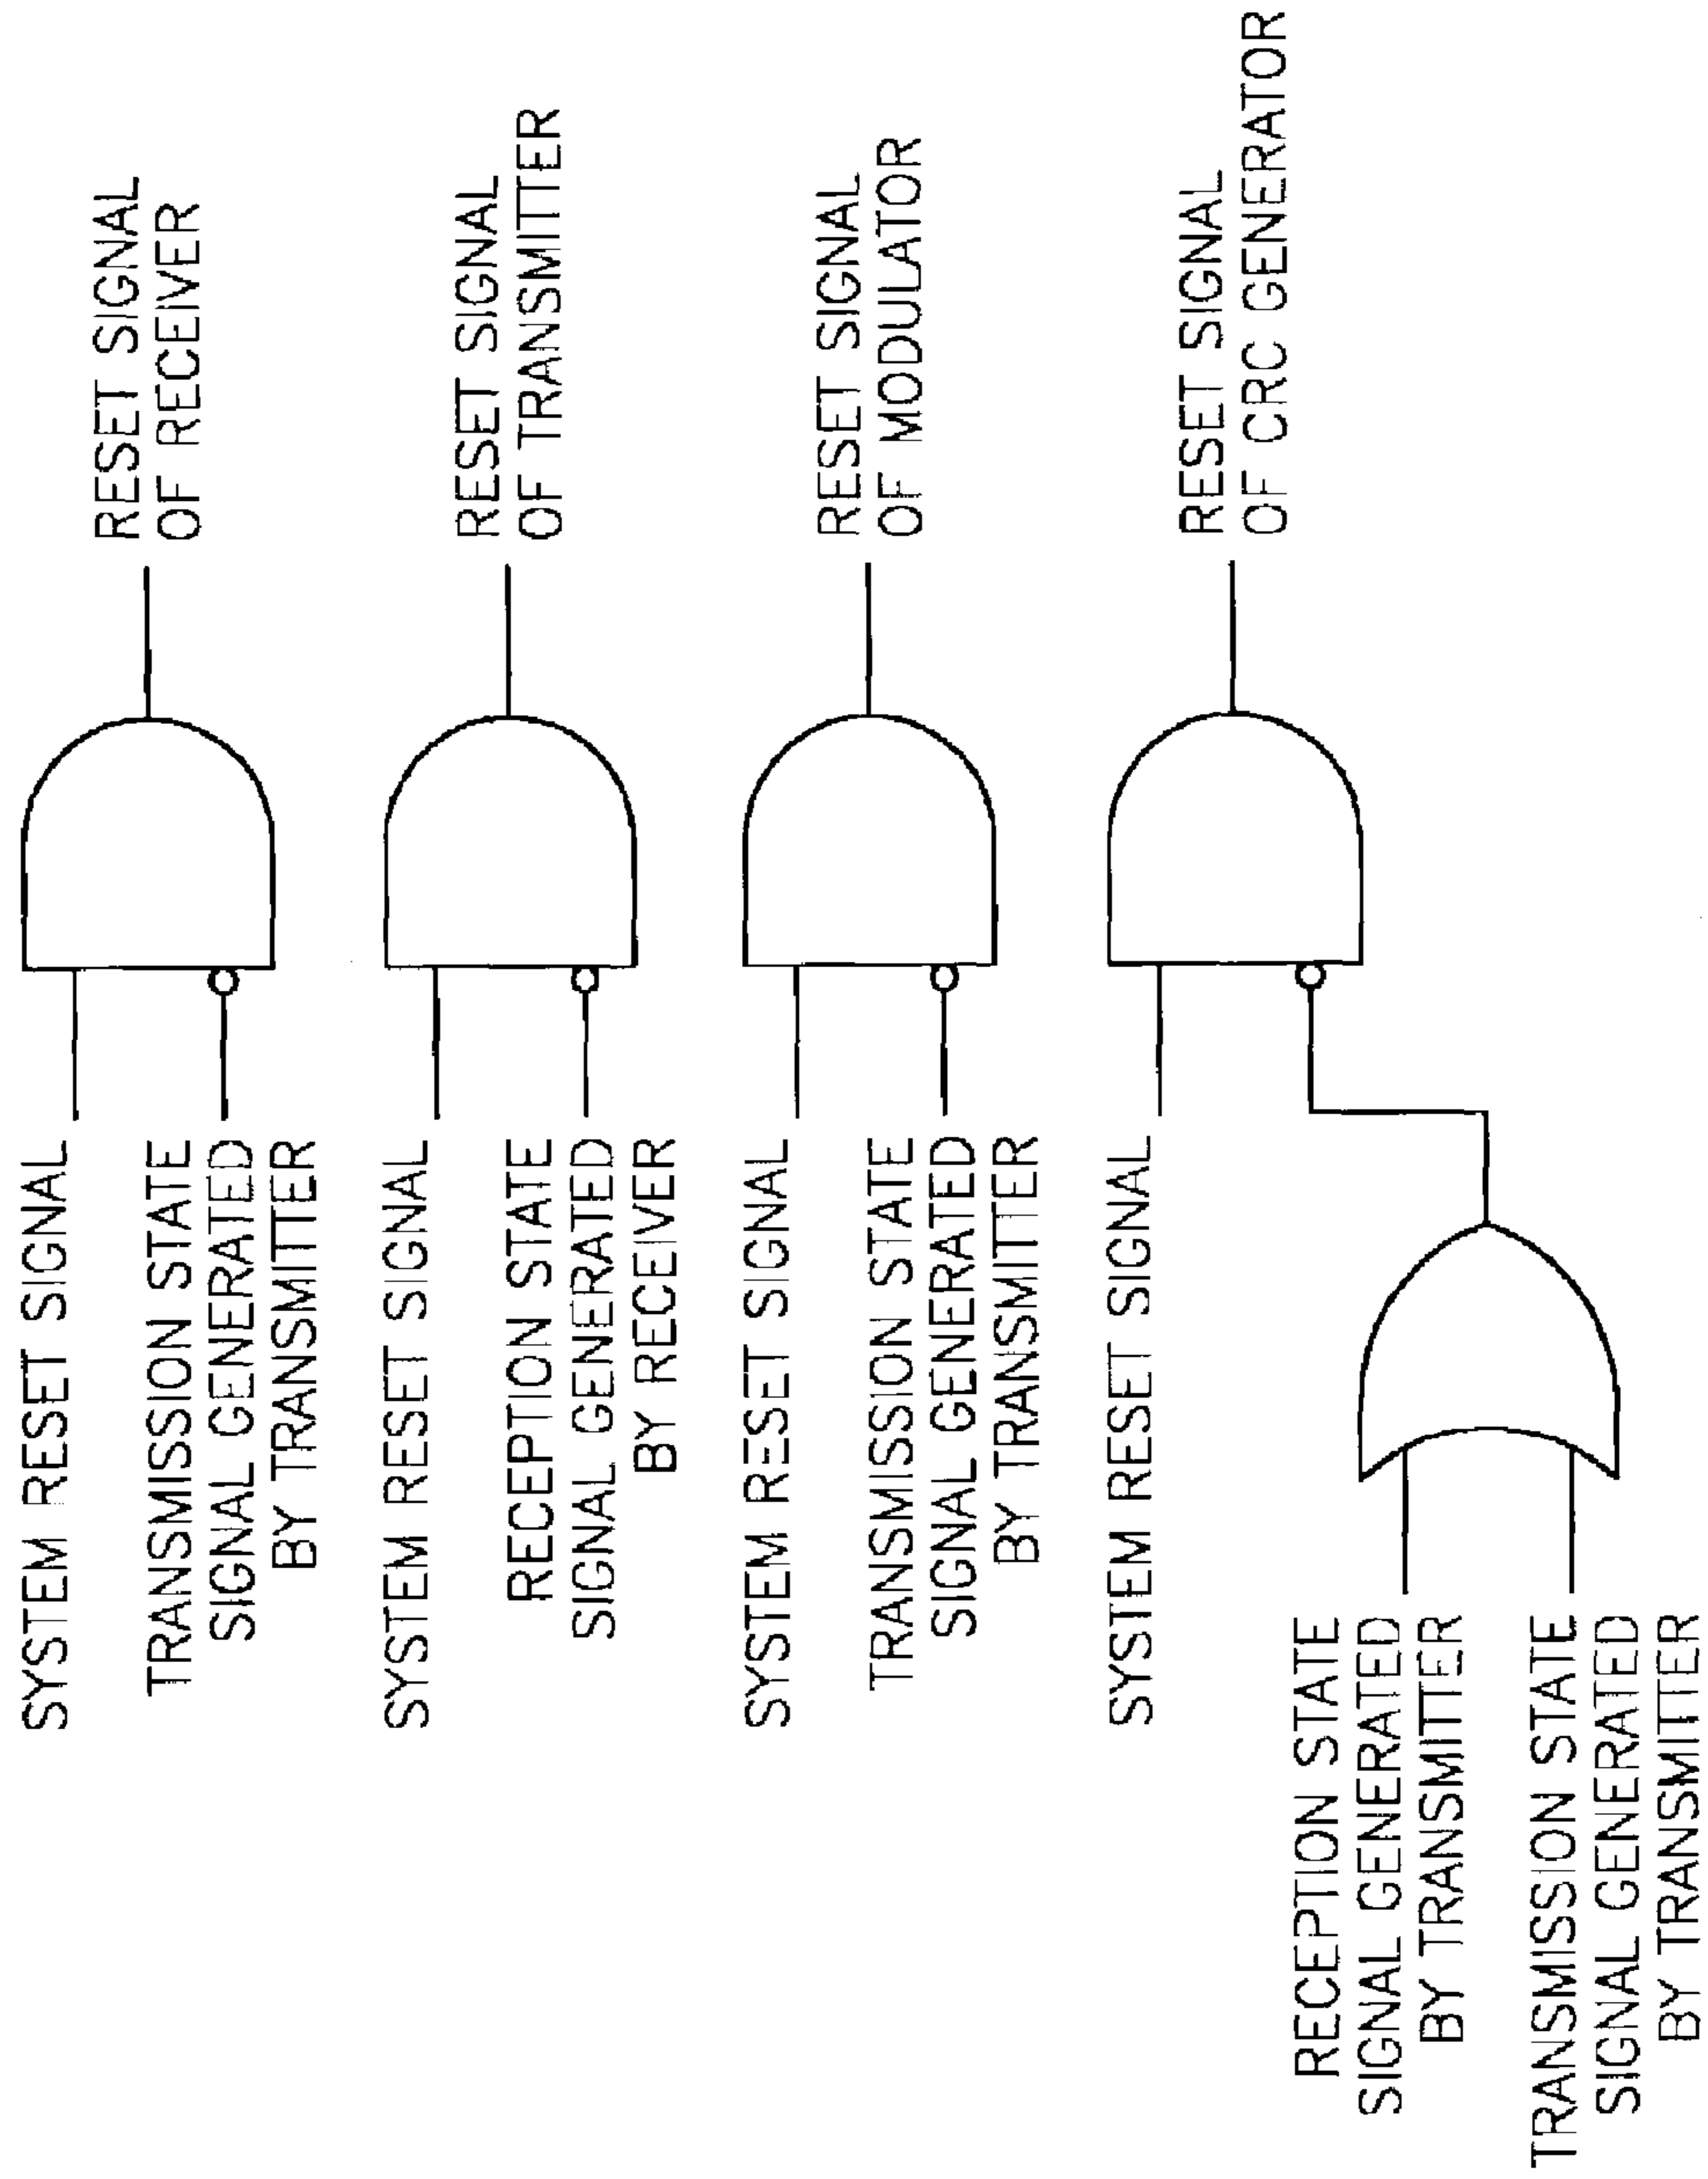 SYSTEM RESET SIGNAL
TRANSMISSION STATE
SIGNAL GENERATED
BY TRANSMITTER
RESET SIGNAL
OF RECEIVER
SYSTEM RESET SIGNAL
RECEPTION STATE
SIGNAL GENERATED
BY RECEIVER
RESET SIGNAL
OF TRANSMITTER
SYSTEM RESET SIGNAL
TRANSMISSION STATE
SIGNAL GENERATED
BY TRANSMITTER
RESET SIGNAL
OF MODULATOR
SYSTEM RESET SIGNAL
RECEPTION STATE
SIGNAL GENERATED
BY TRANSMITTER
TRANSMISSION STATE
SIGNAL GENERATED
BY TRANSMITTER
RESET SIGNAL
OF CRC GENERATOR